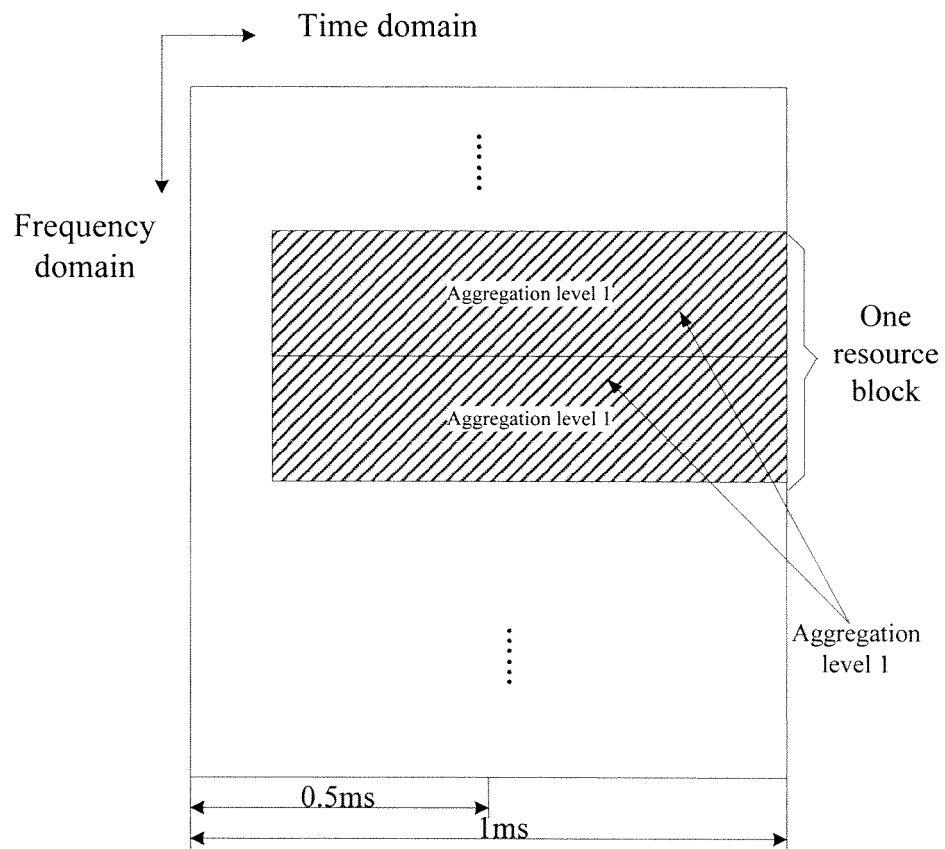 Time domain
Frequency
domain
Aggregation level 1
Aggregation level 1
One
resource
block
Aggregation
level 1
0.5ms
1ms